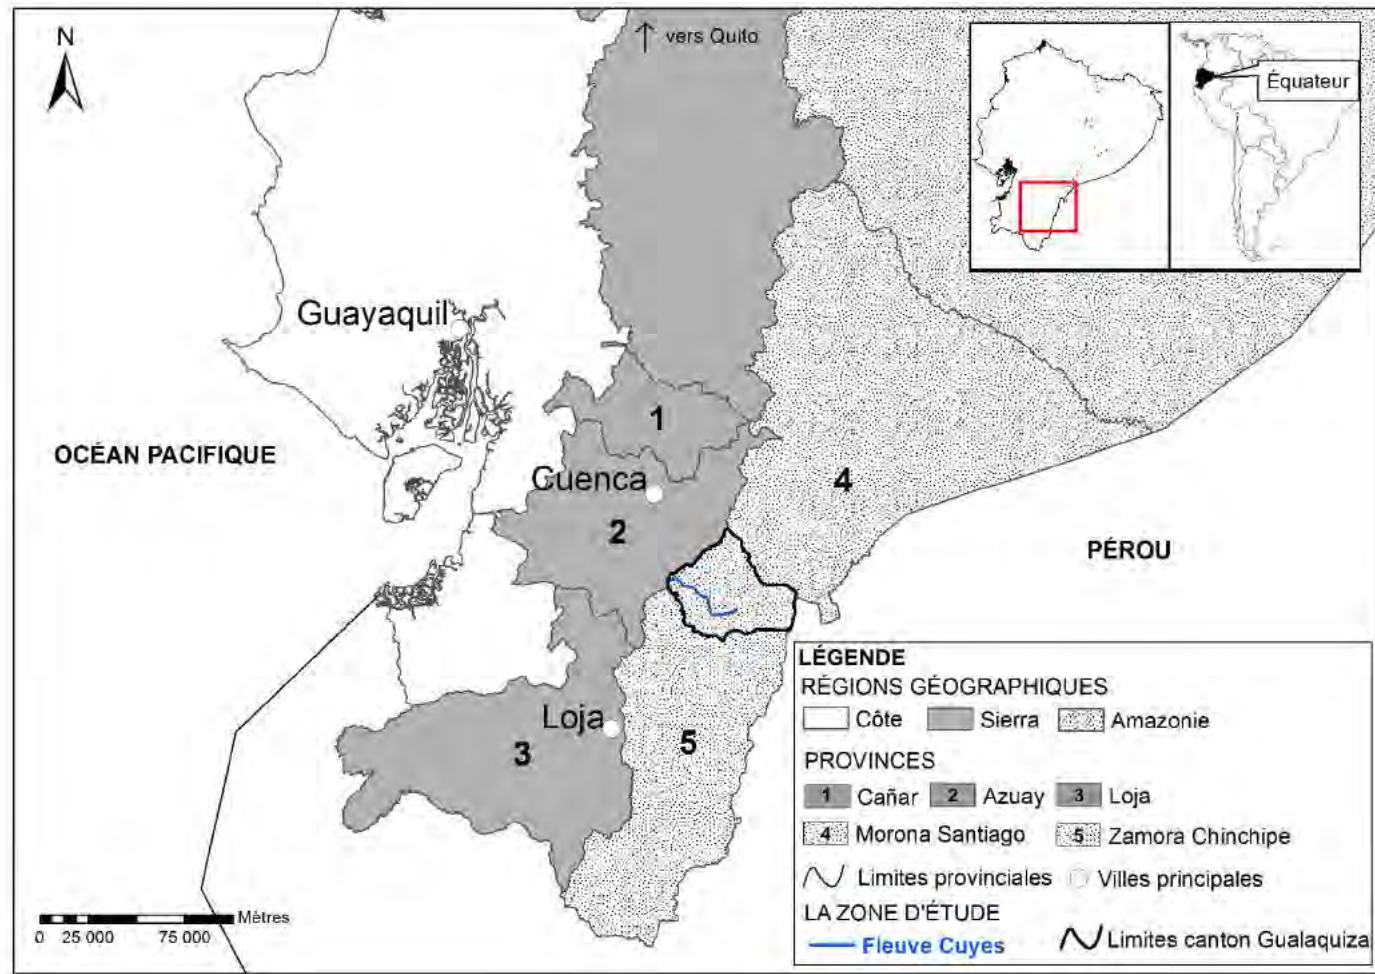 N
vers Quito
Équateur
Guayaquil
OCÉAN PACIFIQUE
1
Cuenca
2
4
PÉROU
Loja
3
5
LÉGENDE
RÉGIONS GÉOGRAPHIQUES
Côte Sierra Amazonie
PROVINCES
1 Cañar 2 Azuay 3 Loja
4 Morona Santiago 5 Zamora Chinchipe
Limites provinciales Villes principales
LA ZONE D'ÉTUDE
Fleuve Cuyes Limites canton Gualaquiza
Mètres
0 25 000 75 000